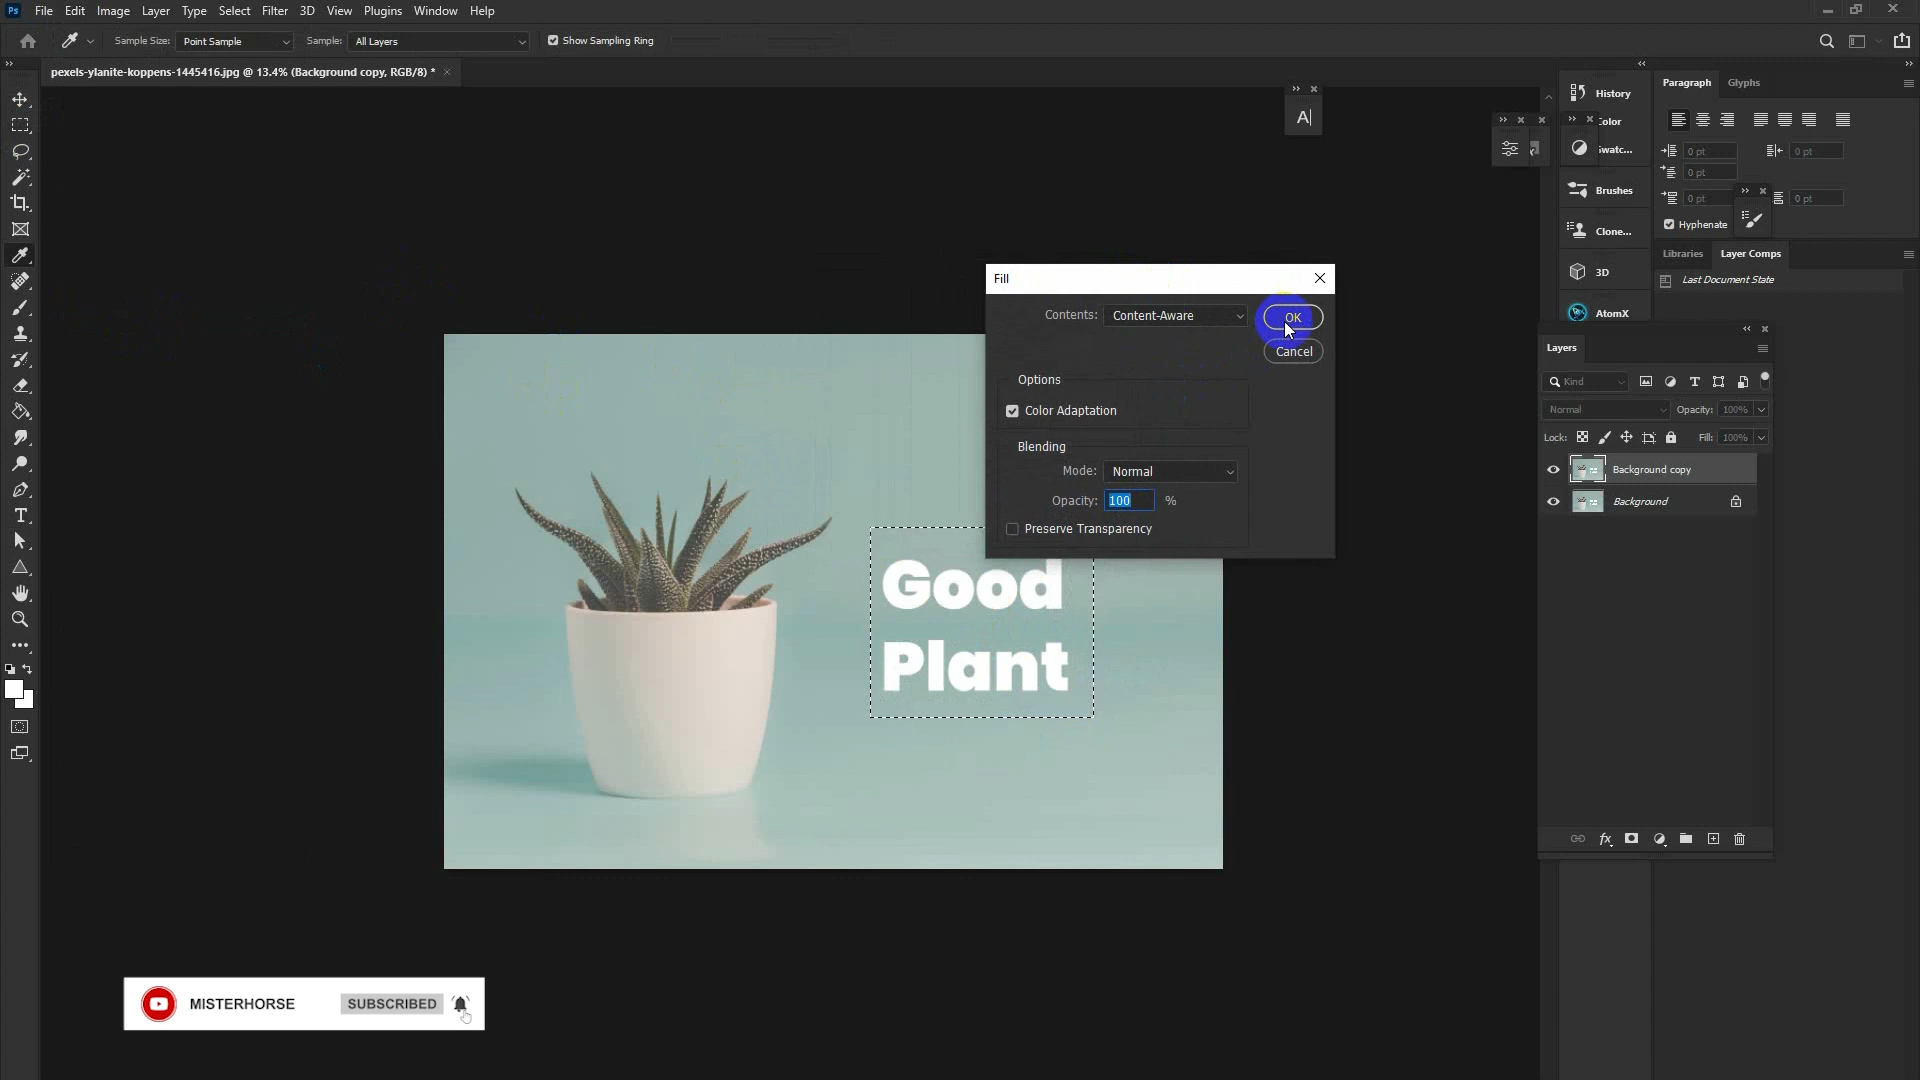 Ps File Edit Image Layer Type Select Filter 3D View Plugins Window Help
Sample Size: Point Sample Sample: All Layers Show Sampling Ring
pexels-ylanite-koppens-1445416.jpg @ 13.4% (Background copy, RGB/8) * ×
A|
History
Color
Swatc...
Brushes
Clone...
3D
AtomX
Paragraph Glyphs
0 pt 0 pt
0 pt
0 pt 0 pt
Hyphenate
Libraries Layer Comps
Last Document State
Fill
Contents: Content-Aware OK
Cancel
Options
Color Adaptation
Blending
Mode: Normal
Opacity: 100 %
Preserve Transparency
Good
Plant
Layers
Kind
Normal Opacity: 100%
Lock: Fill: 100%
Background copy
Background
fx
MISTERHORSE SUBSCRIBED